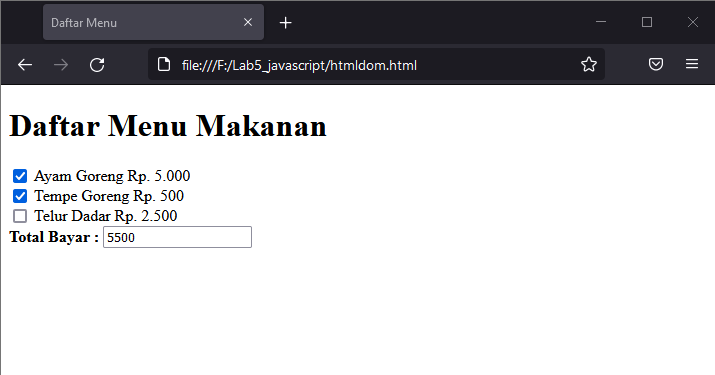 Daftar Menu
file:///F:/Lab5_javascript/htmldom.html
Daftar Menu Makanan
Ayam Goreng Rp. 5.000
Tempe Goreng Rp. 500
Telur Dadar Rp. 2.500
Total Bayar : 5500